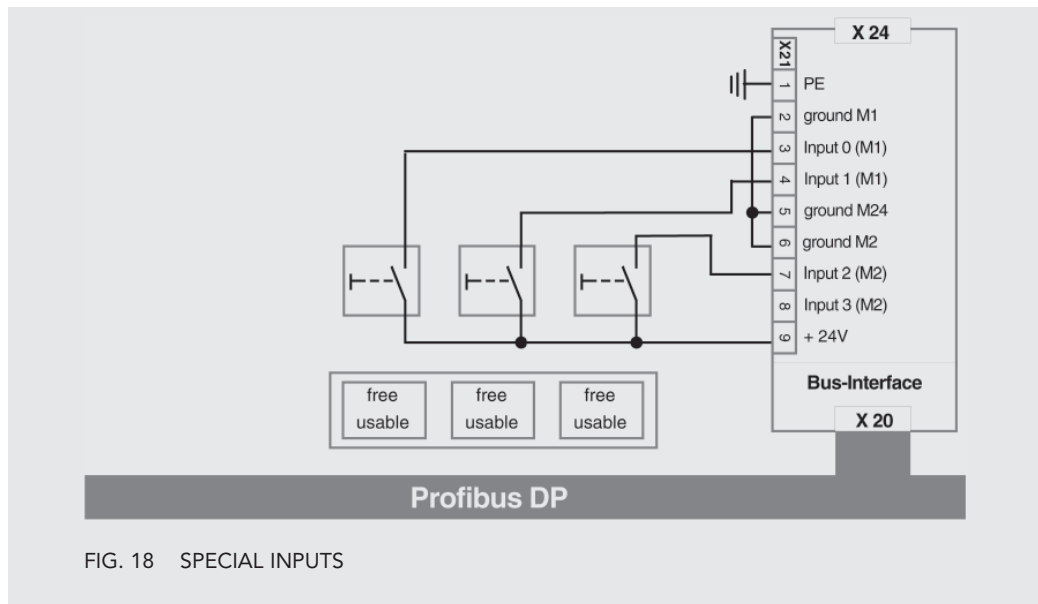 X 24
X21
1 PE
2 ground M1
3 Input 0 (M1)
4 Input 1 (M1)
5 ground M24
6 ground M2
7 Input 2 (M2)
8 Input 3 (M2)
9 + 24V
free usable
free usable
free usable
Bus-Interface
X 20
Profibus DP
FIG. 18 SPECIAL INPUTS